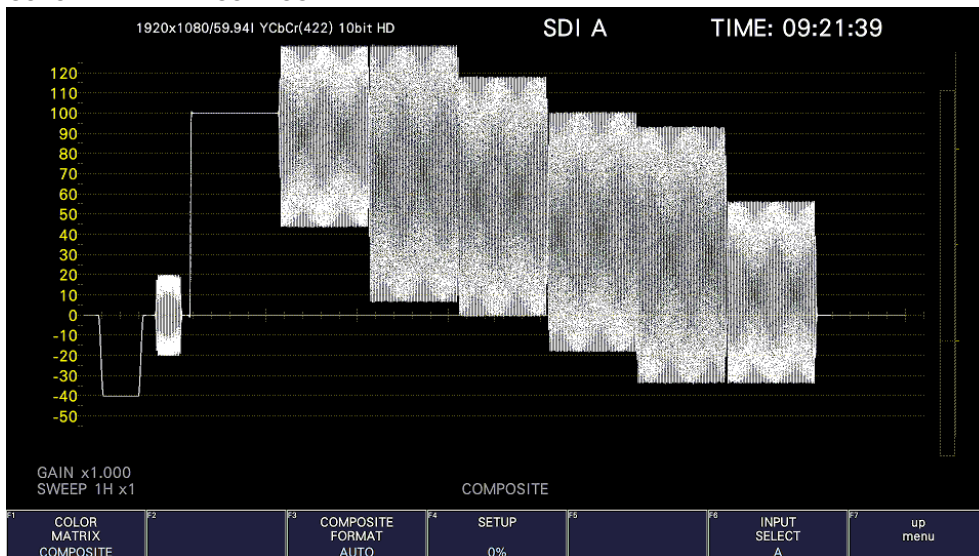 1920x1080/59.94I YCbCr(422) 10bit HD SDI A TIME: 09:21:39
120
110
100
90
80
70
60
50
40
30
20
10
0
-10
-20
-30
-40
-50
GAIN x1.000
SWEEP 1H x1 COMPOSITE
F1 COLOR MATRIX COMPOSITE
F2
F3 COMPOSITE FORMAT AUTO
F4 SETUP 0%
F5
F6 INPUT SELECT A
F7 up menu